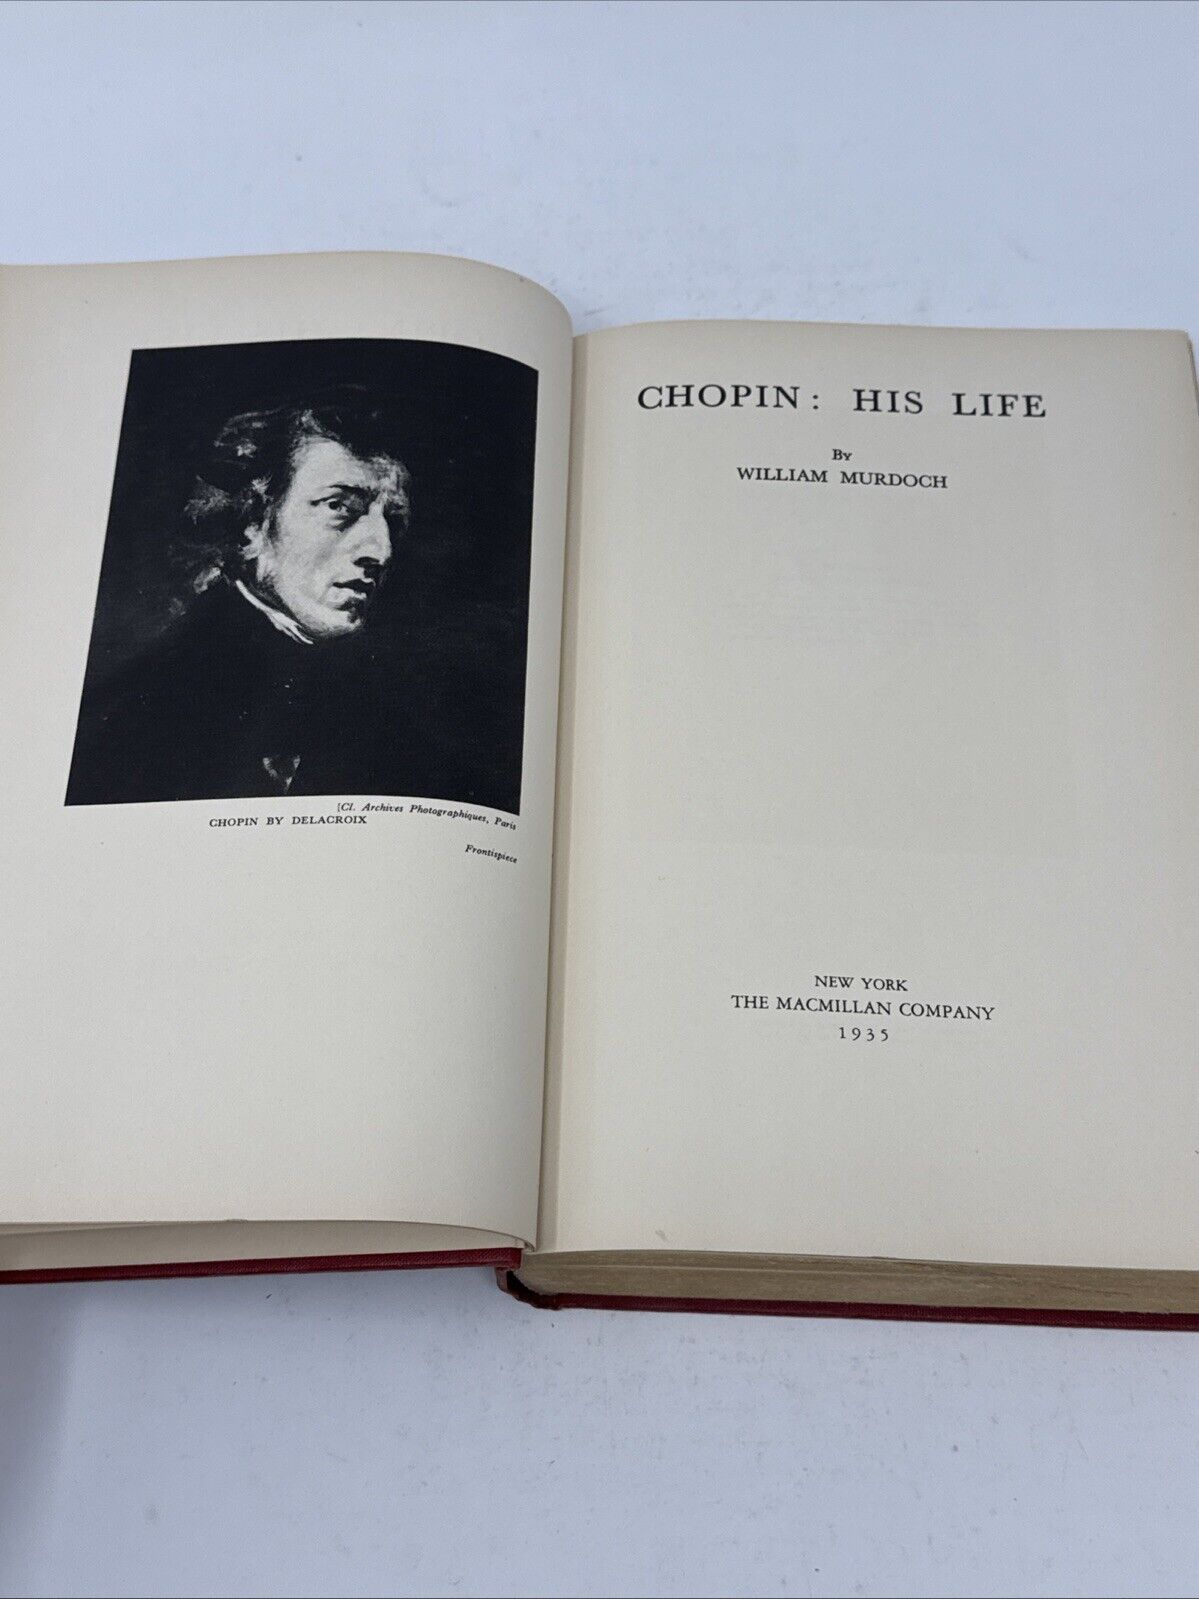 [Cl. Archives Photographiques, Paris
CHOPIN BY DELACROIX
Frontispiece
CHOPIN: HIS LIFE
By
WILLIAM MURDOCH
NEW YORK
THE MACMILLAN COMPANY
1935